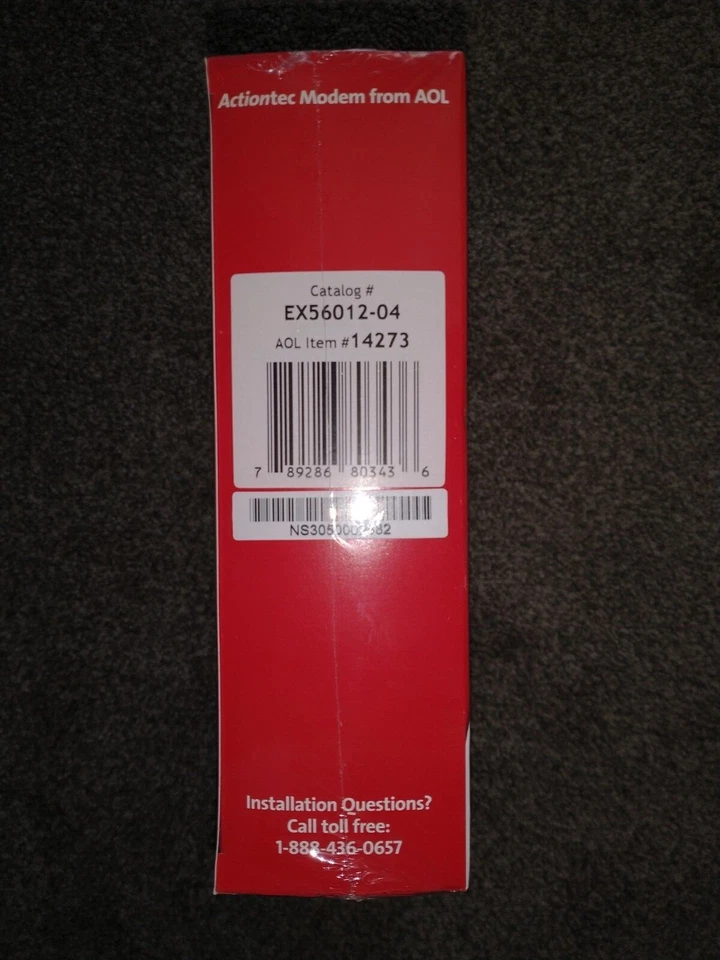 Actiontec Modem from AOL
Catalog #
EX56012-04
AOL Item #14273
7 89286 80343 6
Installation Questions?
Call toll free:
1-888-436-0657